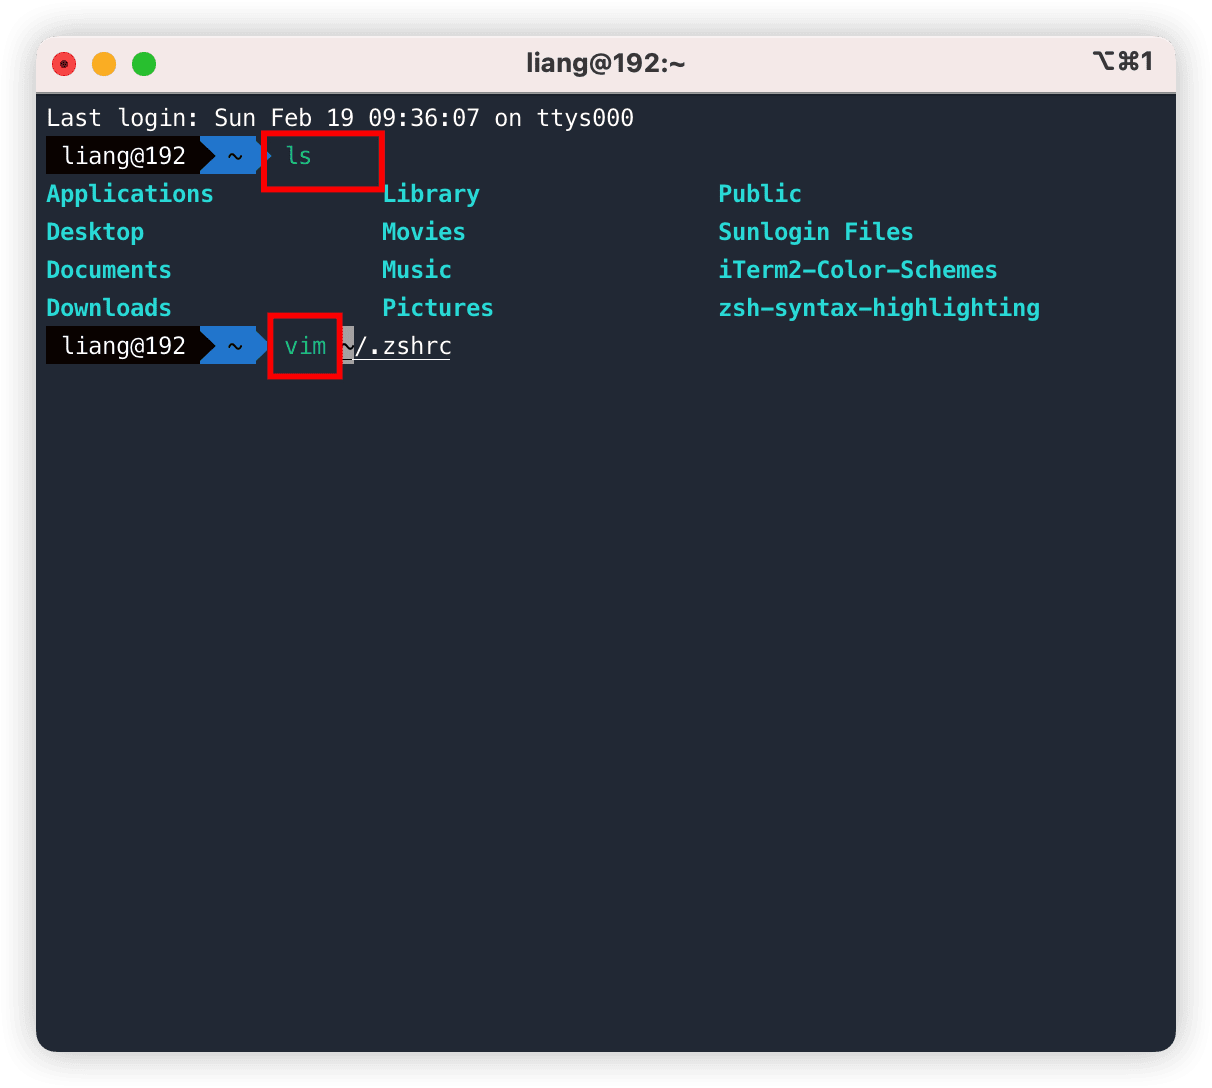 liang@192:~ ⌥⌘1
Last login: Sun Feb 19 09:36:07 on ttys000
liang@192 ~ ls
Applications Library Public
Desktop Movies Sunlogin Files
Documents Music iTerm2-Color-Schemes
Downloads Pictures zsh-syntax-highlighting
liang@192 ~ vim ~/.zshrc